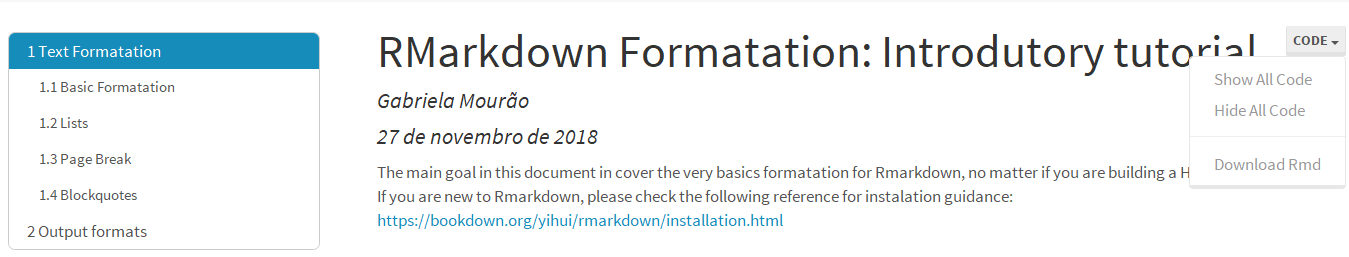 1 Text Formatation
1.1 Basic Formatation
1.2 Lists
1.3 Page Break
1.4 Blockquotes
2 Output formats
RMarkdown Formatation: Introdutory tutorial
Gabriela Mourão
27 de novembro de 2018
The main goal in this document in cover the very basics formatation for Rmarkdown, no matter if you are building a
If you are new to Rmarkdown, please check the following reference for instalation guidance:
https://bookdown.org/yihui/rmarkdown/installation.html
CODE
Show All Code
Hide All Code
Download Rmd